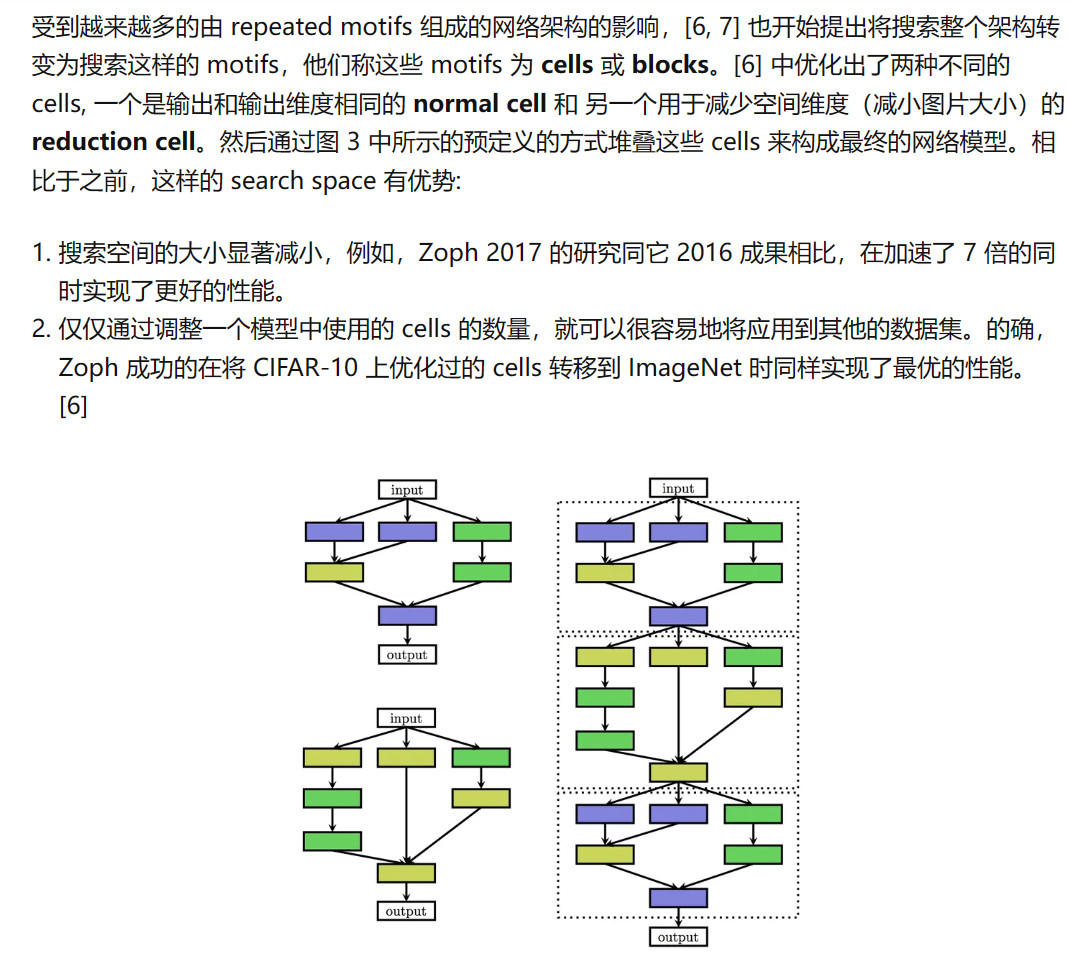 受到越来越多的由 repeated motifs 组成的网络架构的影响，[6, 7] 也开始提出将搜索整个架构转
变为搜索这样的 motifs，他们称这些 motifs 为 cells 或 blocks。[6] 中优化出了两种不同的
cells, 一个是输出和输出维度相同的 normal cell 和 另一个用于减少空间维度（减小图片大小）的
reduction cell。然后通过图 3 中所示的预定义的方式堆叠这些 cells 来构成最终的网络模型。相
比于之前，这样的 search space 有优势:
1. 搜索空间的大小显著减小，例如，Zoph 2017 的研究同它 2016 成果相比，在加速了 7 倍的同
时实现了更好的性能。
2. 仅仅通过调整一个模型中使用的 cells 的数量，就可以很容易地将应用到其他的数据集。的确，
Zoph 成功的在将 CIFAR-10 上优化过的 cells 转移到 ImageNet 时同样实现了最优的性能。
[6]
input
output
input
output
input
output